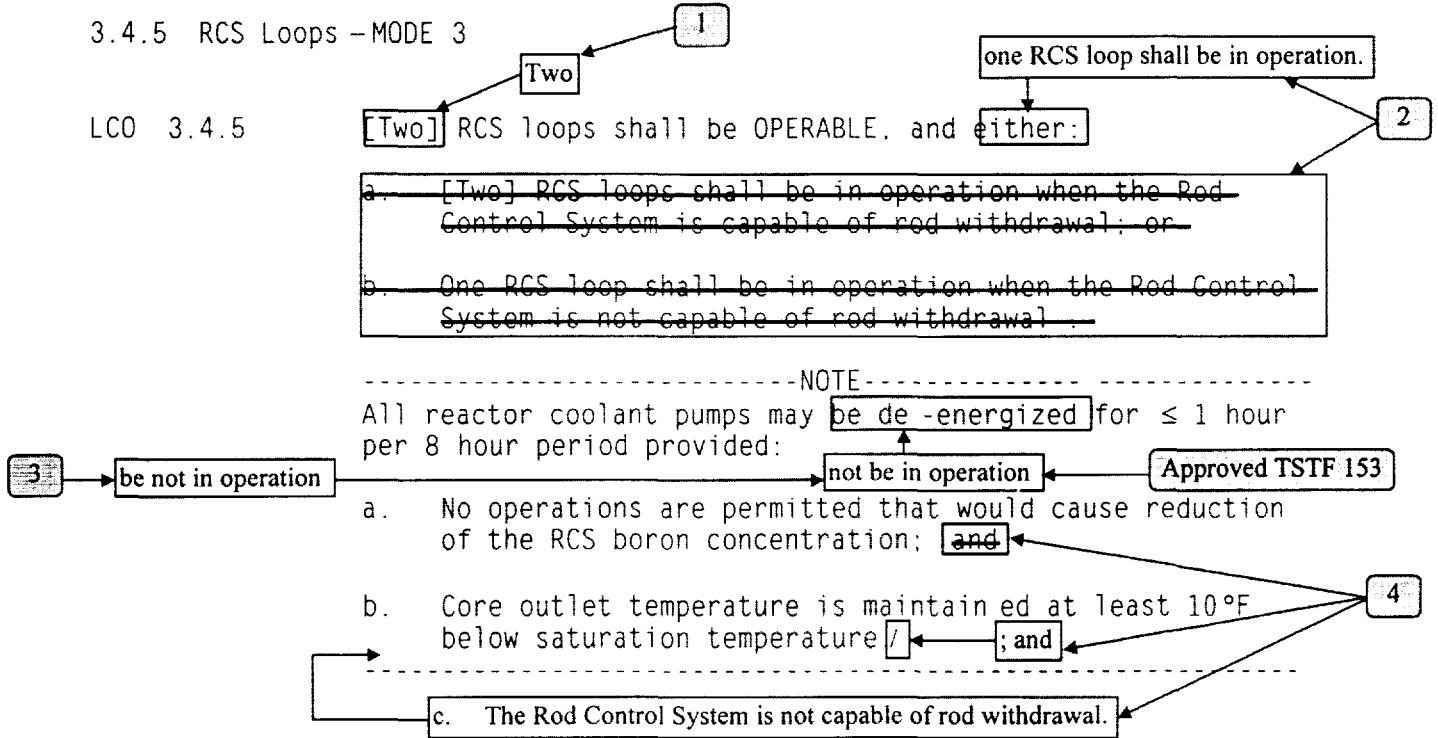 3.4.5 RCS Loops – MODE 3
1
Two
one RCS loop shall be in operation.
LCO 3.4.5 [Two] RCS loops shall be OPERABLE, and either:
2
a. [Two] RCS loops shall be in operation when the Rod
Control System is capable of rod withdrawal; or
b. One RCS loop shall be in operation when the Rod Control
System is not capable of rod withdrawal .
----------------------------NOTE----------------------------
All reactor coolant pumps may be de -energized for ≤ 1 hour
per 8 hour period provided:
3
be not in operation
not be in operation
Approved TSTF 153
a. No operations are permitted that would cause reduction
of the RCS boron concentration; and
4
b. Core outlet temperature is maintain ed at least 10°F
below saturation temperature / ; and
c. The Rod Control System is not capable of rod withdrawal.